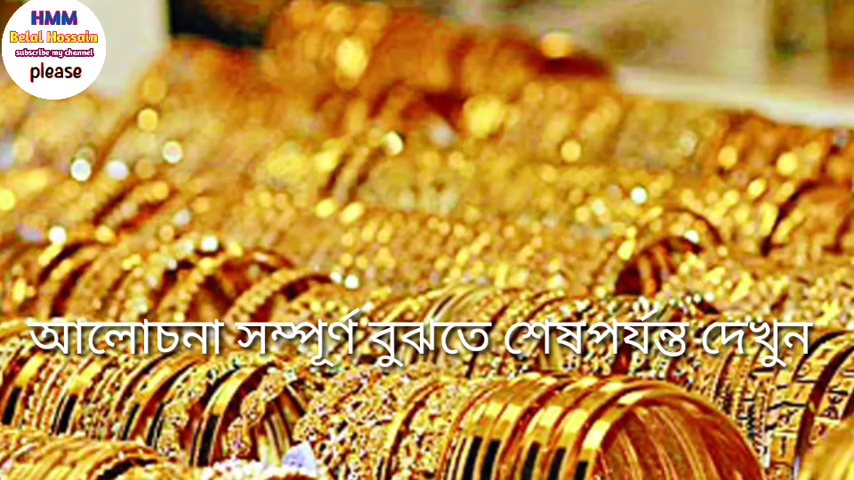 HMM
Belal Hossain
subscribe my channel
please
আলোচনা সম্পূর্ণ বুঝতে শেষপর্যন্ত দেখুন